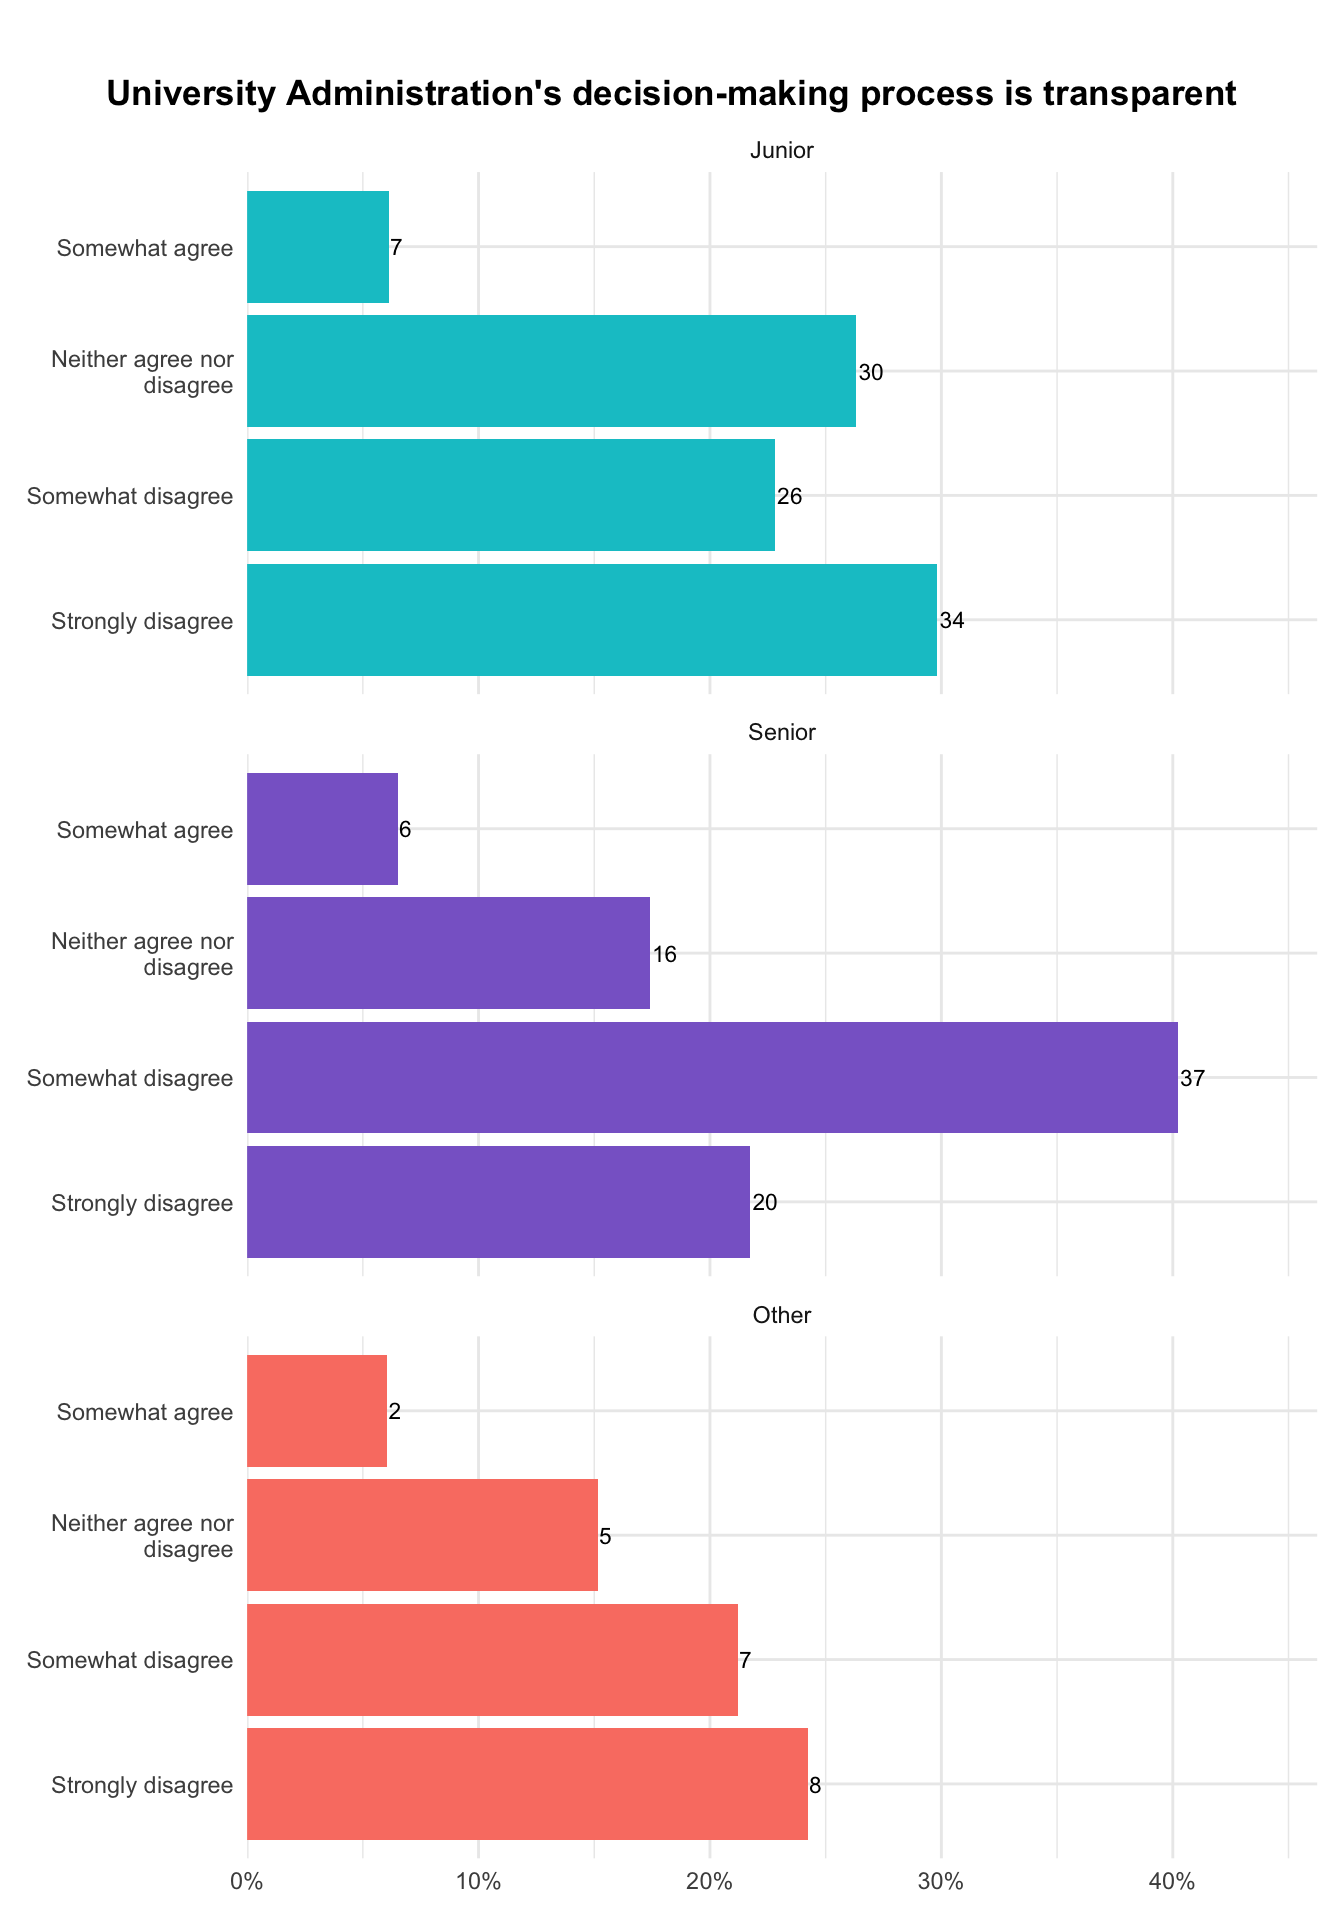 University Administration's decision-making process is transparent
Junior
Somewhat agree
7
Neither agree nor
disagree
30
Somewhat disagree
26
Strongly disagree
34
Senior
Somewhat agree
6
Neither agree nor
disagree
16
Somewhat disagree
37
Strongly disagree
20
Other
Somewhat agree
2
Neither agree nor
disagree
5
Somewhat disagree
7
Strongly disagree
8
0% 10% 20% 30% 40%